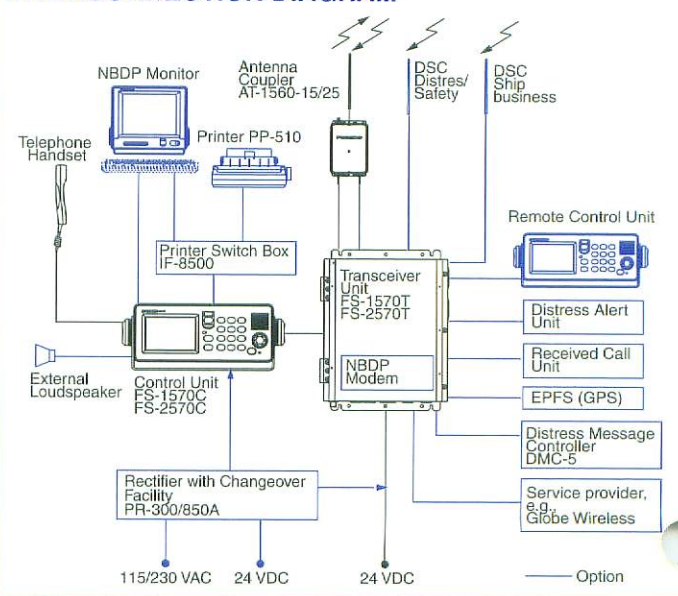 NBDP Monitor
Antenna
Coupler
AT-1560-15/25
DSC
Distres/
Safety
DSC
Ship
business
Telephone
Handset
Printer PP-510
Remote Control Unit
Printer Switch Box
IF-8500
Transceiver
Unit
FS-1570T
FS-2570T
Distress Alert
Unit
Received Call
Unit
NBDP
Modem
External
Loudspeaker
Control Unit
FS-1570C
FS-2570C
EPFS (GPS)
Distress Message
Controller
DMC-5
Rectifier with Changeover
Facility
PR-300/850A
Service provider,
e.g.,
Globe Wireless
115/230 VAC
24 VDC
24 VDC
Option